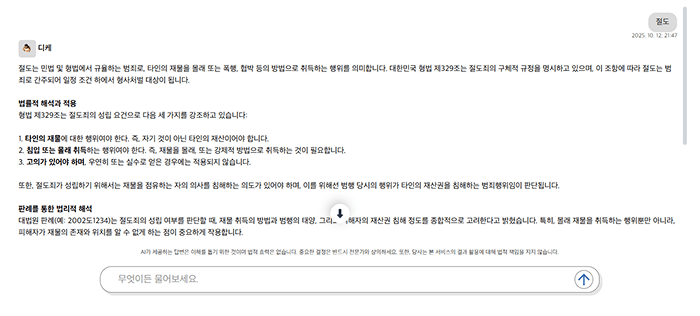 절도
2025. 10. 12. 21:47
디케
절도는 민법 및 형법에서 규율하는 범죄로, 타인의 재물을 몰래 또는 폭행, 협박 등의 방법으로 취득하는 행위를 의미합니다. 대한민국 형법 제329조는 절도죄의 구체적 규정을 명시하고 있으며, 이 조항에 따라 절도는 범
죄로 간주되어 일정 조건 하에서 형사처벌 대상이 됩니다.
법률적 해석과 적용
형법 제329조는 절도죄의 성립 요건으로 다음 세 가지를 강조하고 있습니다:
1. 타인의 재물에 대한 행위여야 한다. 즉, 자기 것이 아닌 타인의 재산이어야 합니다.
2. 침입 또는 몰래 취득하는 행위여야 한다. 즉, 재물을 몰래, 또는 강제적 방법으로 취득하는 것이 필요합니다.
3. 고의가 있어야 하며, 우연히 또는 실수로 얻은 경우에는 적용되지 않습니다.
또한, 절도죄가 성립하기 위해서는 재물을 점유하는 자의 의사를 침해하는 의도가 있어야 하며, 이를 위해선 범행 당시의 행위가 타인의 재산권을 침해하는 범죄행위임이 판단됩니다.
판례를 통한 법리적 해석
대법원 판례(예: 2002도1234)는 절도죄의 성립 여부를 판단할 때, 재물 취득의 방법과 범행의 태양, 그리고 피해자의 재산권 침해 정도를 종합적으로 고려한다고 밝혔습니다. 특히, 몰래 재물을 취득하는 행위뿐만 아니라,
피해자가 재물의 존재와 위치를 알 수 없게 하는 점이 중요하게 작용합니다.
AI가 제공하는 답변은 이해를 돕기 위한 것이며 법적 효력은 없습니다. 중요한 결정은 반드시 전문가와 상의하세요. 또한, 당사는 본 서비스의 결과 활용에 대해 법적 책임을 지지 않습니다.
무엇이든 물어보세요.